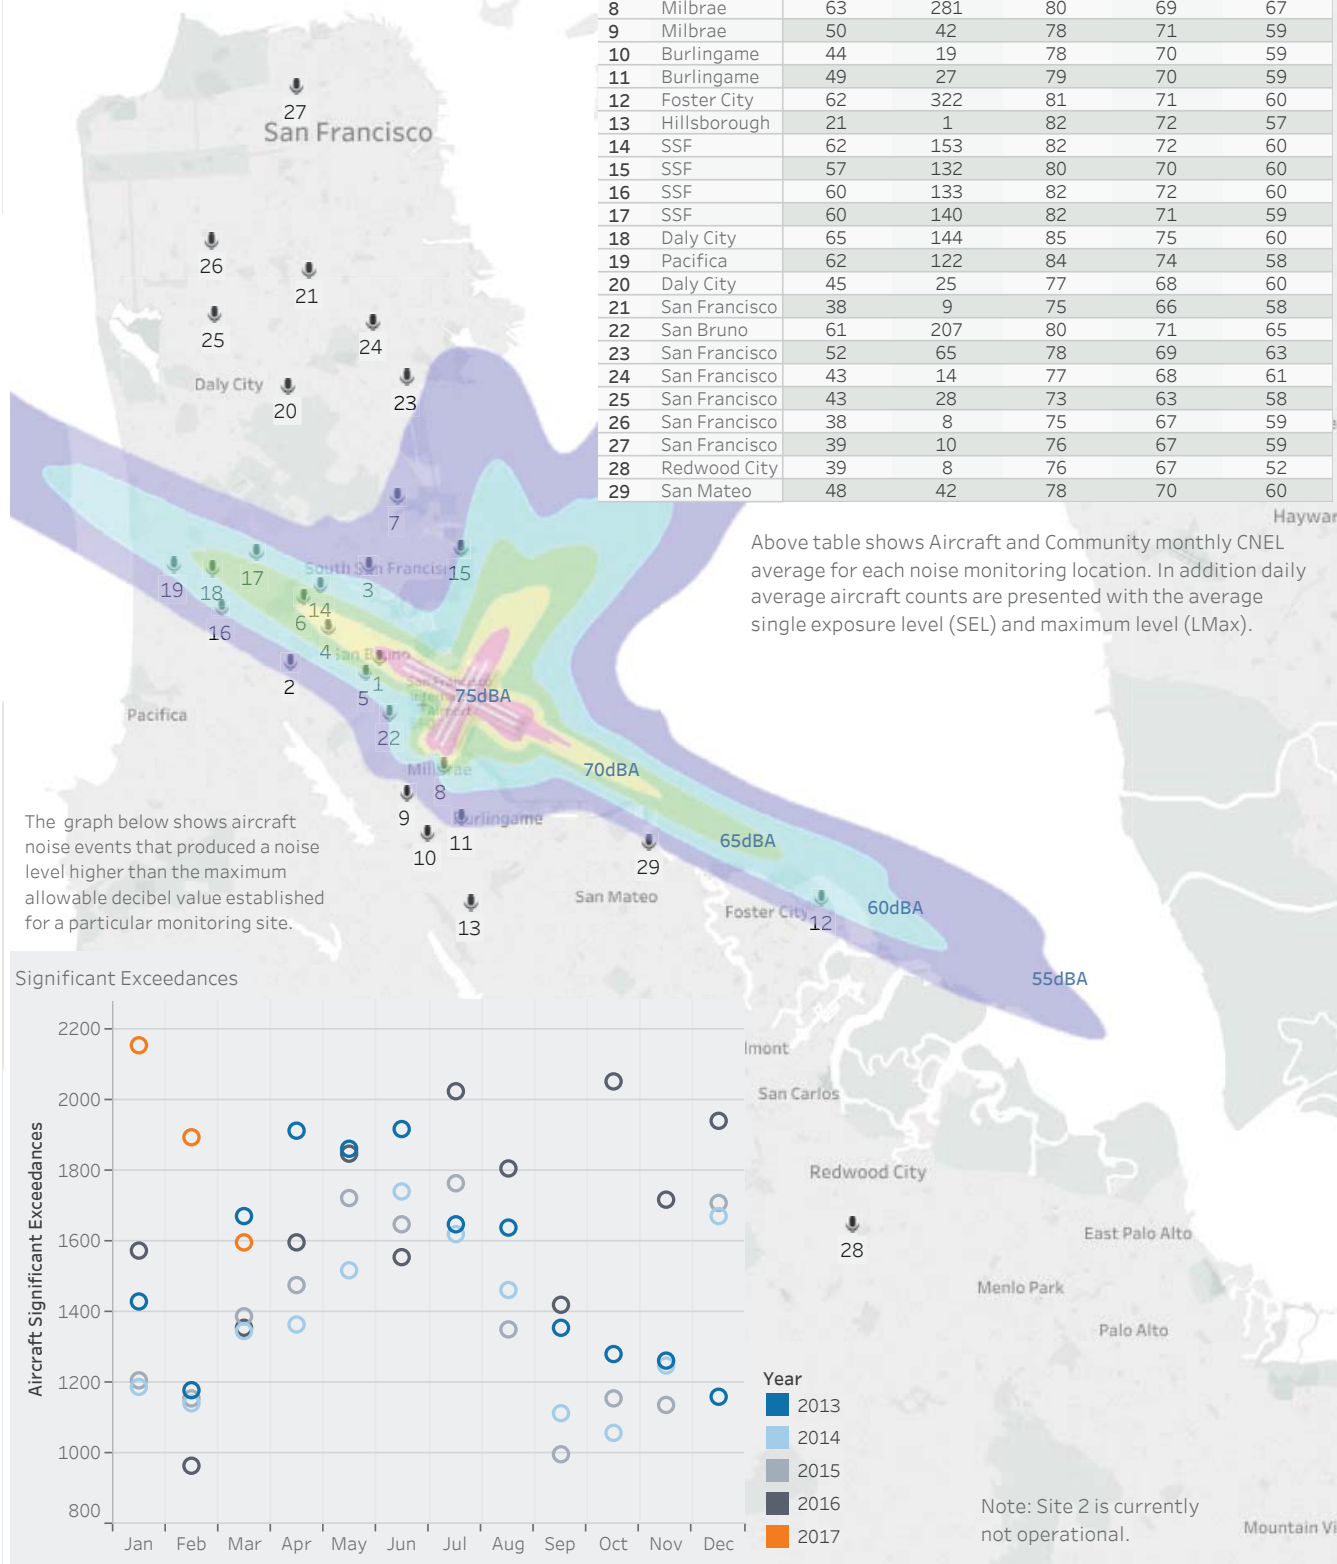 8 Milbrae 63 281 80 69 67
9 Milbrae 50 42 78 71 59
10 Burlingame 44 19 78 70 59
11 Burlingame 49 27 79 70 59
12 Foster City 62 322 81 71 60
13 Hillsborough 21 1 82 72 57
14 SSF 62 153 82 72 60
15 SSF 57 132 80 70 60
16 SSF 60 133 82 72 60
17 SSF 60 140 82 71 59
18 Daly City 65 144 85 75 60
19 Pacifica 62 122 84 74 58
20 Daly City 45 25 77 68 60
21 San Francisco 38 9 75 66 58
22 San Bruno 61 207 80 71 65
23 San Francisco 52 65 78 69 63
24 San Francisco 43 14 77 68 61
25 San Francisco 43 28 73 63 58
26 San Francisco 38 8 75 67 59
27 San Francisco 39 10 76 67 59
28 Redwood City 39 8 76 67 52
29 San Mateo 48 42 78 70 60
Above table shows Aircraft and Community monthly CNEL
average for each noise monitoring location. In addition daily
average aircraft counts are presented with the average
single exposure level (SEL) and maximum level (LMax).
27
San Francisco
26
21
25
24
Daly City
20
23
7
Haywar
South San Francisc
15
17
3
19
18
14
6
16
4
San Bruno
2
5
1
San Francisco
75dBA
Pacifica
22
70dBA
Millbrae
8
9
Burlingame
10
11
65dBA
29
San Mateo
Foster City
12
60dBA
13
55dBA
The graph below shows aircraft
noise events that produced a noise
level higher than the maximum
allowable decibel value established
for a particular monitoring site.
lmont
San Carlos
Redwood City
28
East Palo Alto
Menlo Park
Palo Alto
Mountain Vi
Significant Exceedances
Aircraft Significant Exceedances
2200
2000
1800
1600
1400
1200
1000
800
Jan Feb Mar Apr May Jun Jul Aug Sep Oct Nov Dec
Year
2013
2014
2015
2016
2017
Note: Site 2 is currently
not operational.